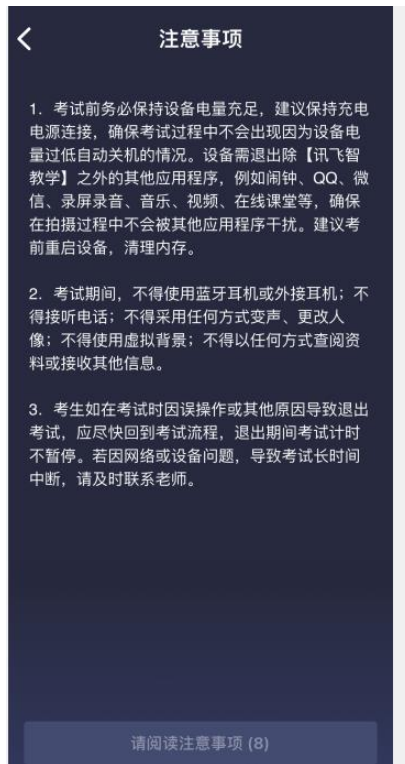 注意事项
1. 考试前务必保持设备电量充足，建议保持充电
电源连接，确保考试过程中不会出现因为设备电
量过低自动关机的情况。设备需退出除【讯飞智
教学】之外的其他应用程序，例如闹钟、QQ、微
信、录屏录音、音乐、视频、在线课堂等，确保
在拍摄过程中不会被其他应用程序干扰。建议考
前重启设备，清理内存。
2. 考试期间，不得使用蓝牙耳机或外接耳机；不
得接听电话；不得采用任何方式变声、更改人
像；不得使用虚拟背景；不得以任何方式查阅资
料或接收其他信息。
3. 考生如在考试时因误操作或其他原因导致退出
考试，应尽快回到考试流程，退出期间考试计时
不暂停。若因网络或设备问题，导致考试长时间
中断，请及时联系老师。
请阅读注意事项 (8)